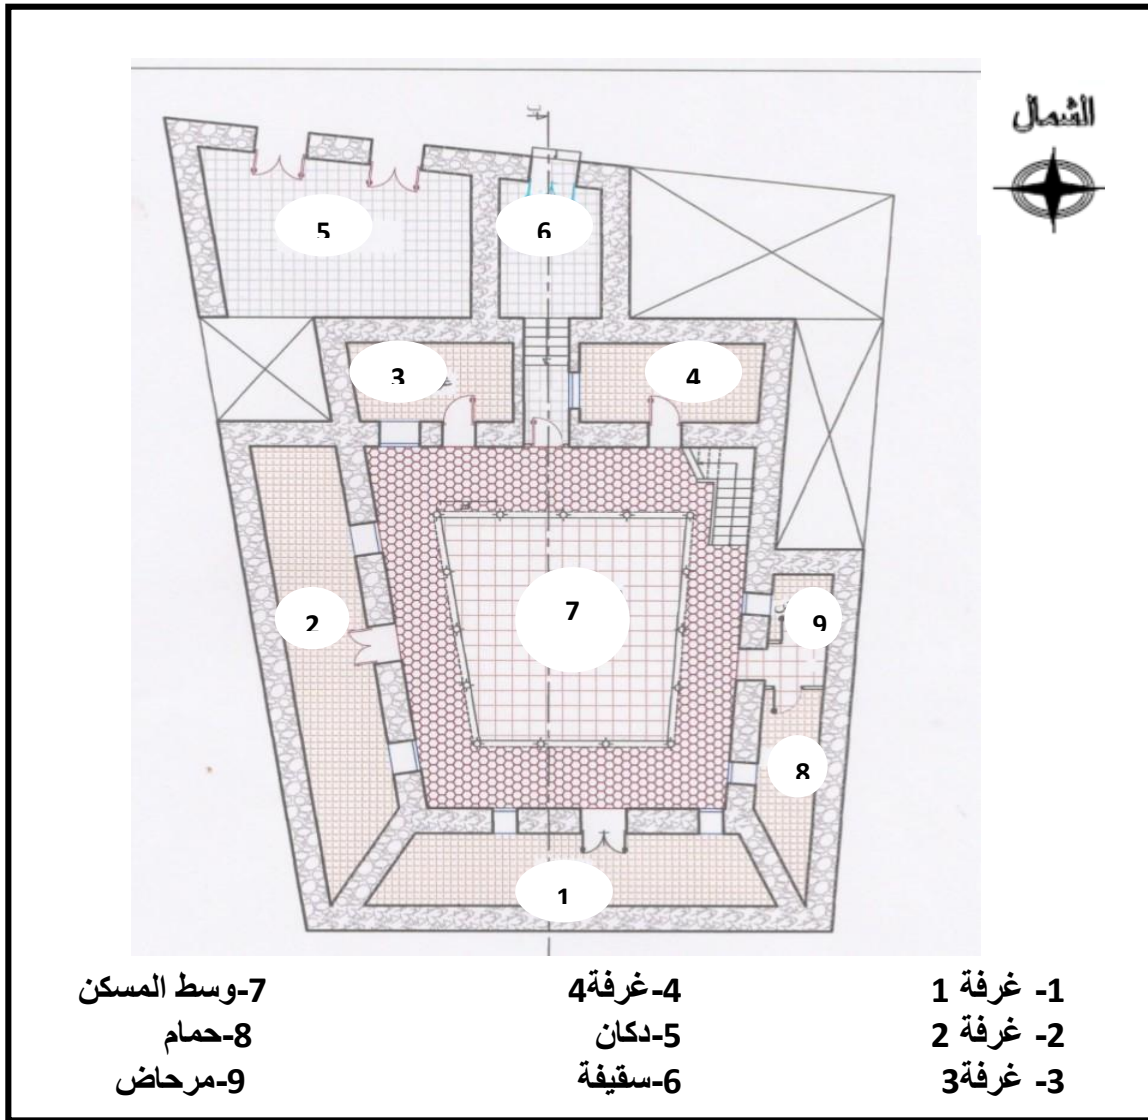 الشمال
5
6
3
4
2
7
9
8
1
1- غرفة 1
2- غرفة 2
3- غرفة3
4-غرفة4
5-دكان
6-سقيفة
7-وسط المسكن
8-حمام
9-مرحاض